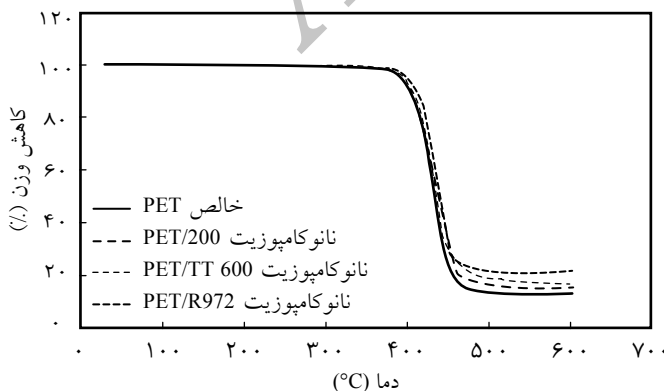 ۱۲۰
۱۰۰
۸۰
۶۰
۴۰
۲۰
۰
کاهش وزن (٪)
خالص PET
نانوکامپوزیت PET/200
نانوکامپوزیت PET/TT 600
نانوکامپوزیت PET/R972
۰ ۱۰۰ ۲۰۰ ۳۰۰ ۴۰۰ ۵۰۰ ۶۰۰ ۷۰۰
دما (°C)